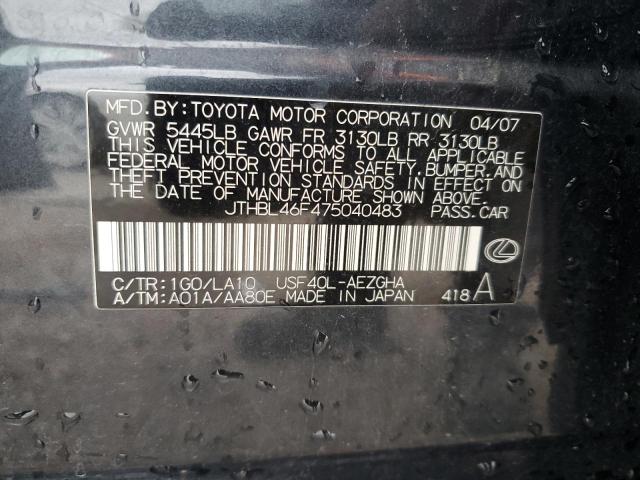 MFD.BY:TOYOTA MOTOR CORPORATION 04/07
GVWR 5445LB GAWR FR 3130LB RR 3130LB
THIS VEHICLE CONFORMS TO ALL APPLICABLE
FEDERAL MOTOR VEHICLE SAFETY,BUMPER,AND
THEFT PREVENTION STANDARDS IN EFFECT ON
THE DATE OF MANUFACTURE SHOWN ABOVE.
JTHBL46F475040483 PASS.CAR
C/TR:1G0/LA10 USF40L-AEZGHA
A/TM:A01A/AA80E MADE IN JAPAN 418A